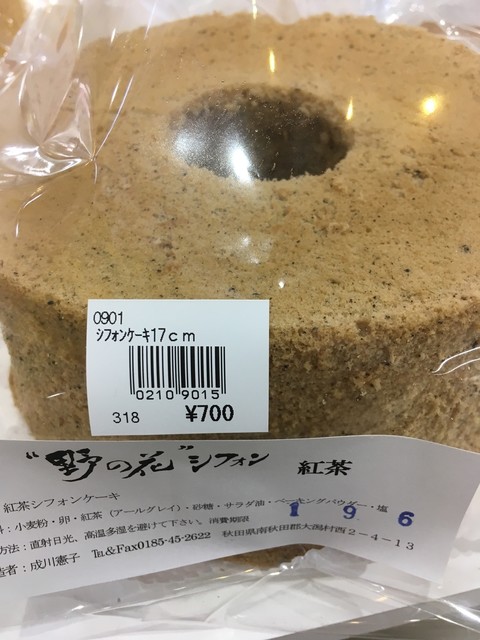 0901
ｼﾌｫﾝｹｰｷ17ｃｍ
0210 9015
318 ¥700
“野の花”シフォン 紅茶
紅茶シフォンケーキ
料：小麦粉・卵・紅茶（アールグレイ）・砂糖・サラダ油・ベーキングパウダー・塩
方法：直射日光、高温多湿を避けて下さい。消費期限 1 9 6
造者：成川憲子 ℡&Fax0185-45-2622 秋田県南秋田郡大潟村西2－4－13